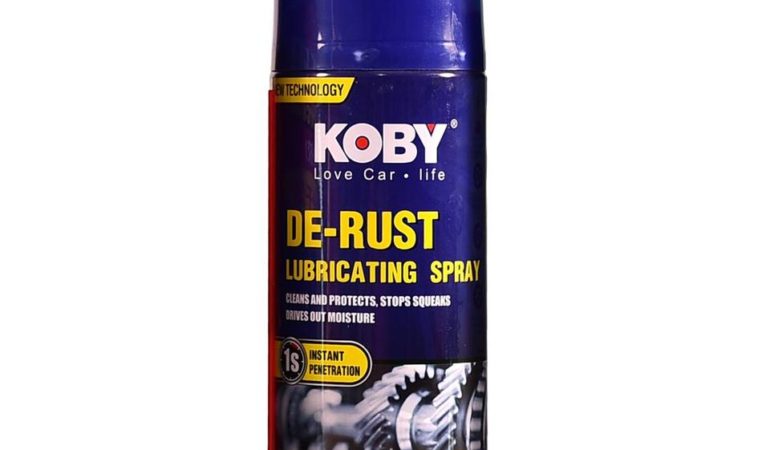 NEW TECHNOLOGY
KOBY®
Love Car • life
DE-RUST
LUBRICATING SPRAY
CLEANS AND PROTECTS, STOPS SQUEAKS
DRIVES OUT MOISTURE
1S
INSTANT
PENETRATION